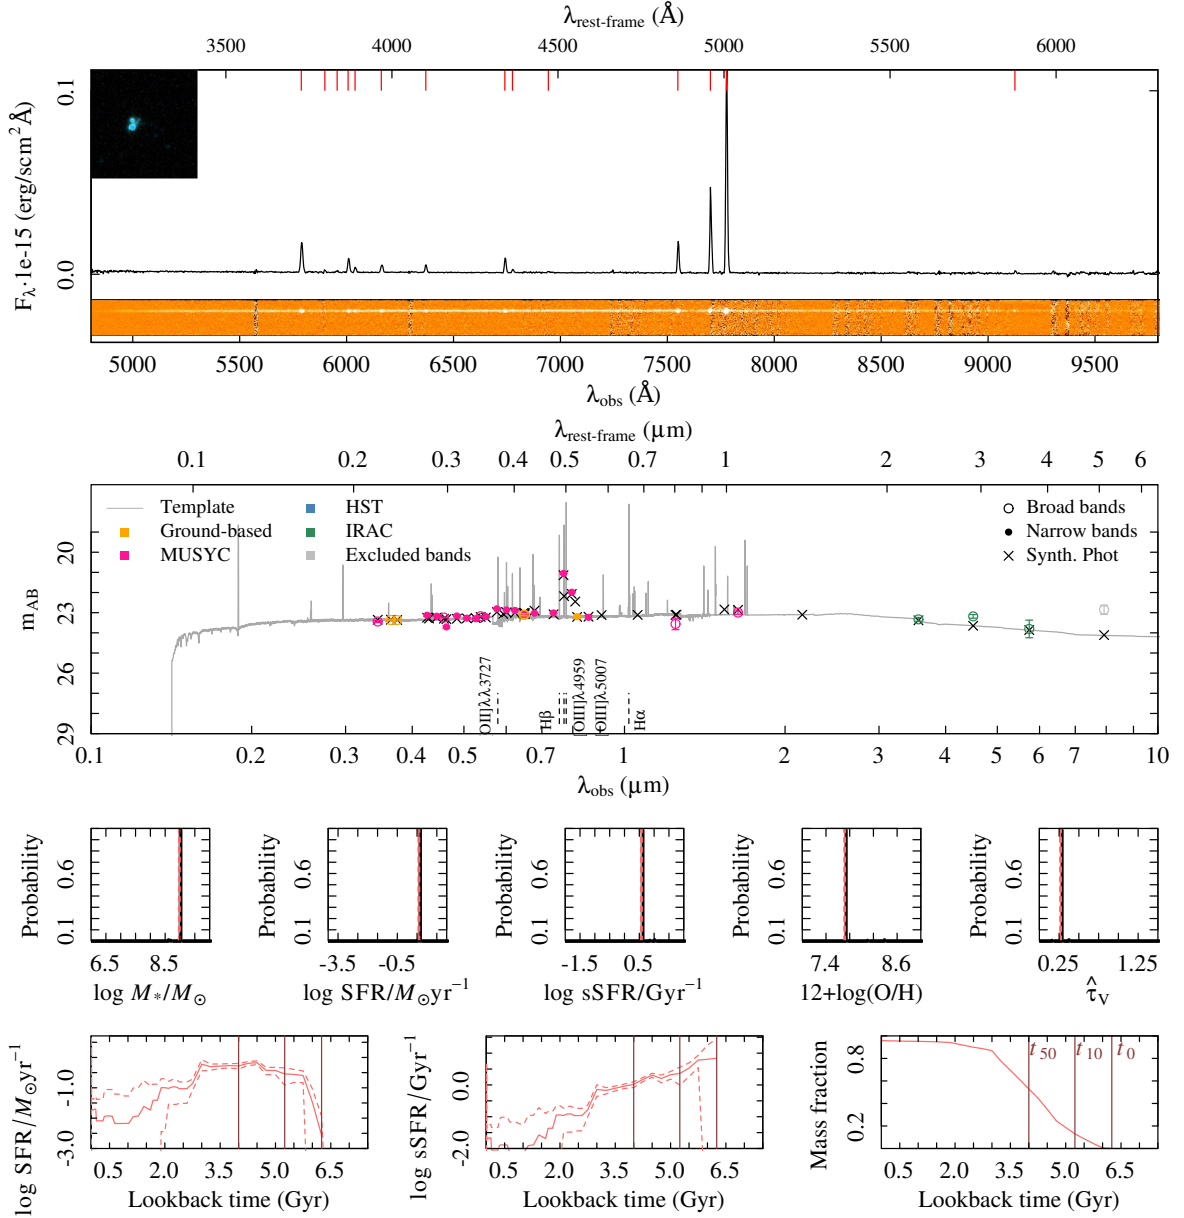 λrest-frame (Å)
3500 4000 4500 5000 5500 6000
Fλ·1e-15 (erg/scm² Å)
0.1
0.0
5000 5500 6000 6500 7000 7500 8000 8500 9000 9500
λobs (Å)
λrest-frame (μm)
0.1 0.2 0.3 0.4 0.5 0.7 1 2 3 4 5 6
mAB
20
23
26
29
Template
Ground-based
MUSYC
HST
IRAC
Excluded bands
Broad bands
Narrow bands
Synth. Phot
[OII]λλ3727
Hβ
[OIII]λ4959
[OIII]λ5007
Hα
0.1 0.2 0.3 0.5 0.7 1 2 3 4 5 6 7 10
λobs (μm)
Probability
0.1 0.6
6.5 8.5
log M*/M⊙
Probability
0.1 0.6
-3.5 -0.5
log SFR/M⊙yr⁻¹
Probability
0.1 0.6
-1.5 0.5
log sSFR/Gyr⁻¹
Probability
0.1 0.6
7.4 8.6
12+log(O/H)
Probability
0.1 0.6
0.25 1.25
τ̂V
log SFR/M⊙yr⁻¹
-3.0 -1.0
0.5 2.0 3.5 5.0 6.5
Lookback time (Gyr)
log sSFR/Gyr⁻¹
-2.0 0.0
0.5 2.0 3.5 5.0 6.5
Lookback time (Gyr)
Mass fraction
0.2 0.8
t50 t10 t0
0.5 2.0 3.5 5.0 6.5
Lookback time (Gyr)